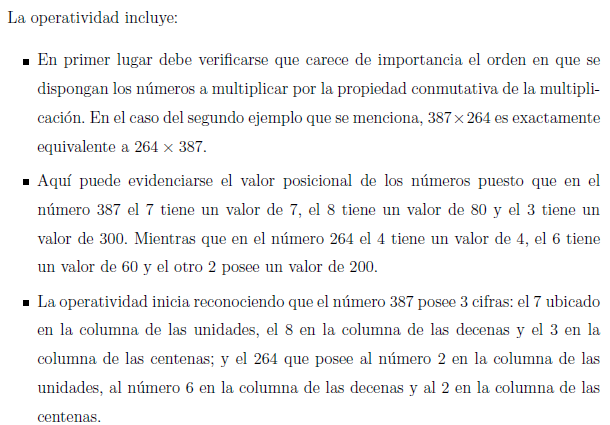 La operatividad incluye:
▪ En primer lugar debe verificarse que carece de importancia el orden en que se
dispongan los números a multiplicar por la propiedad conmutativa de la multipli-
cación. En el caso del segundo ejemplo que se menciona, 387×264 es exactamente
equivalente a 264 × 387.
▪ Aquí puede evidenciarse el valor posicional de los números puesto que en el
número 387 el 7 tiene un valor de 7, el 8 tiene un valor de 80 y el 3 tiene un
valor de 300. Mientras que en el número 264 el 4 tiene un valor de 4, el 6 tiene
un valor de 60 y el otro 2 posee un valor de 200.
▪ La operatividad inicia reconociendo que el número 387 posee 3 cifras: el 7 ubicado
en la columna de las unidades, el 8 en la columna de las decenas y el 3 en la
columna de las centenas; y el 264 que posee al número 2 en la columna de las
unidades, al número 6 en la columna de las decenas y al 2 en la columna de las
centenas.